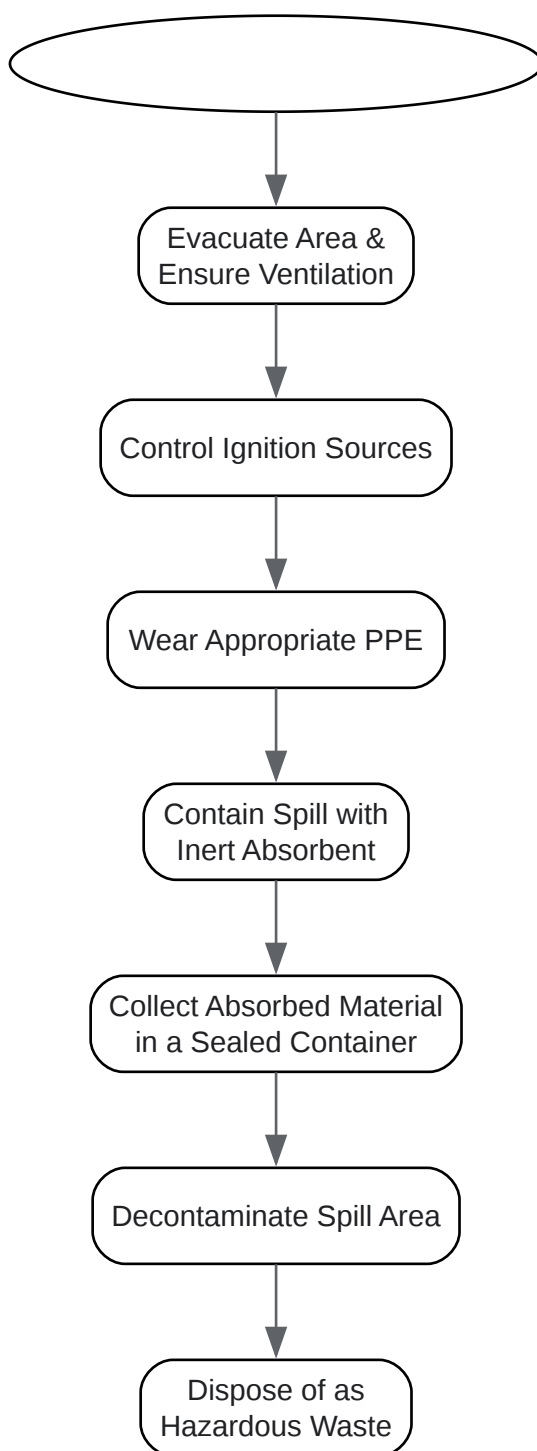 Evacuate Area &
Ensure Ventilation
Control Ignition Sources
Wear Appropriate PPE
Contain Spill with
Inert Absorbent
Collect Absorbed Material
in a Sealed Container
Decontaminate Spill Area
Dispose of as
Hazardous Waste